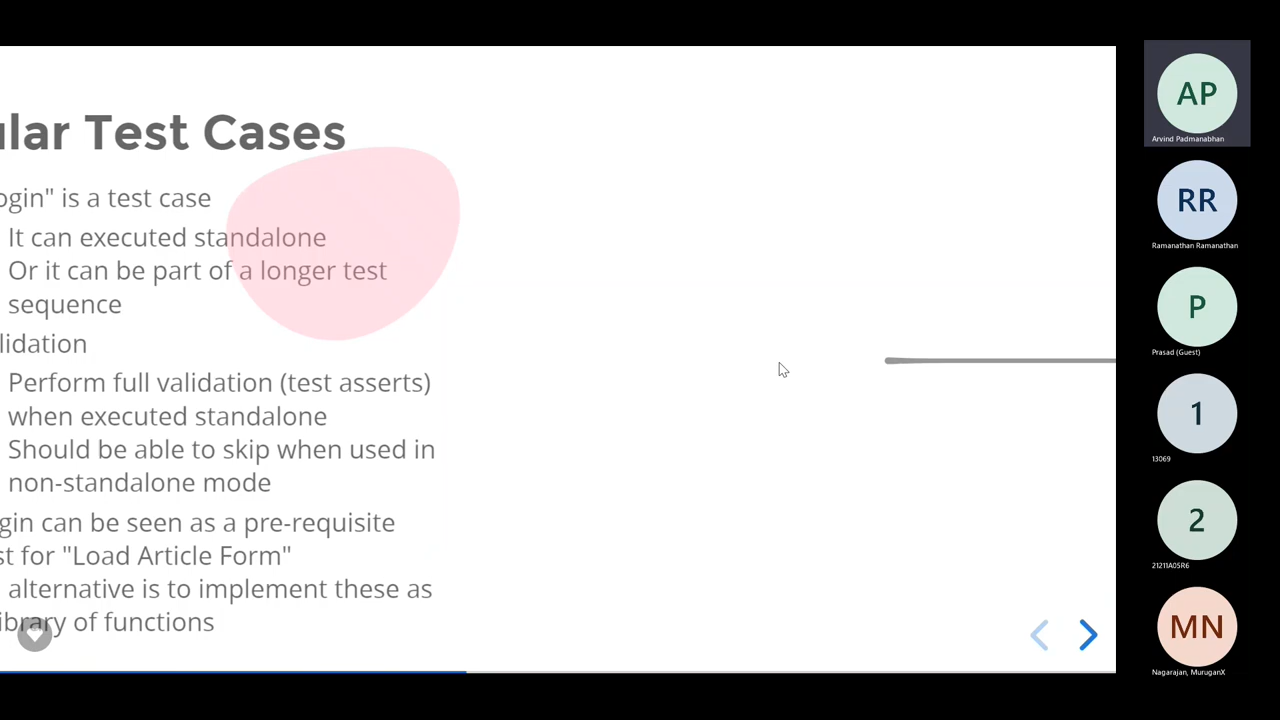 ular Test Cases
ogin" is a test case
It can executed standalone
Or it can be part of a longer test
sequence
lidation
Perform full validation (test asserts)
when executed standalone
Should be able to skip when used in
non-standalone mode
gin can be seen as a pre-requisite
st for "Load Article Form"
alternative is to implement these as
ibrary of functions
AP
Arvind Padmanabhan
RR
Ramanathan Ramanathan
P
Prasad (Guest)
1
13069
2
21211A05R6
MN
Nagarajan, MuruganX